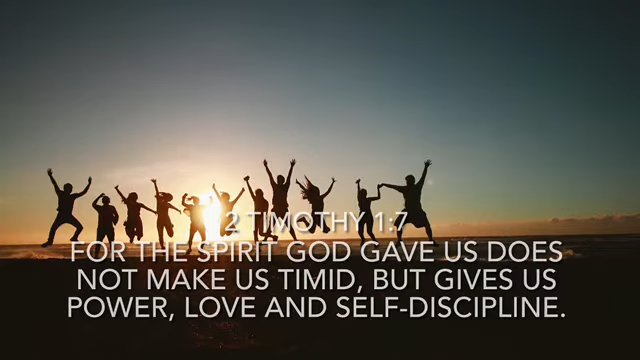 2 TIMOTHY 1:7
FOR THE SPIRIT GOD GAVE US DOES
NOT MAKE US TIMID, BUT GIVES US
POWER, LOVE AND SELF-DISCIPLINE.